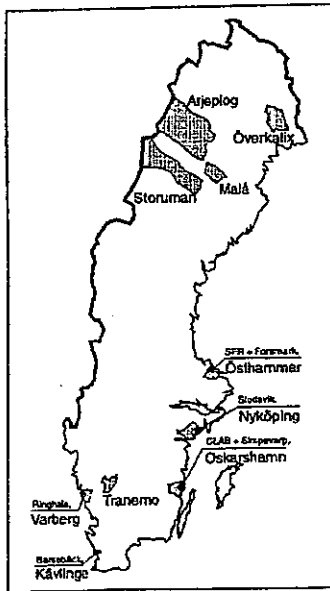 Arjeplog
Överkalix
Malå
Storuman
SFR + Forsmark,
Östhammar
Studsvik,
Nyköping
CLAB + Simpevarp,
Oskarshamn
Tranemo
Ringhals,
Varberg
Barsebäck,
Kävlinge